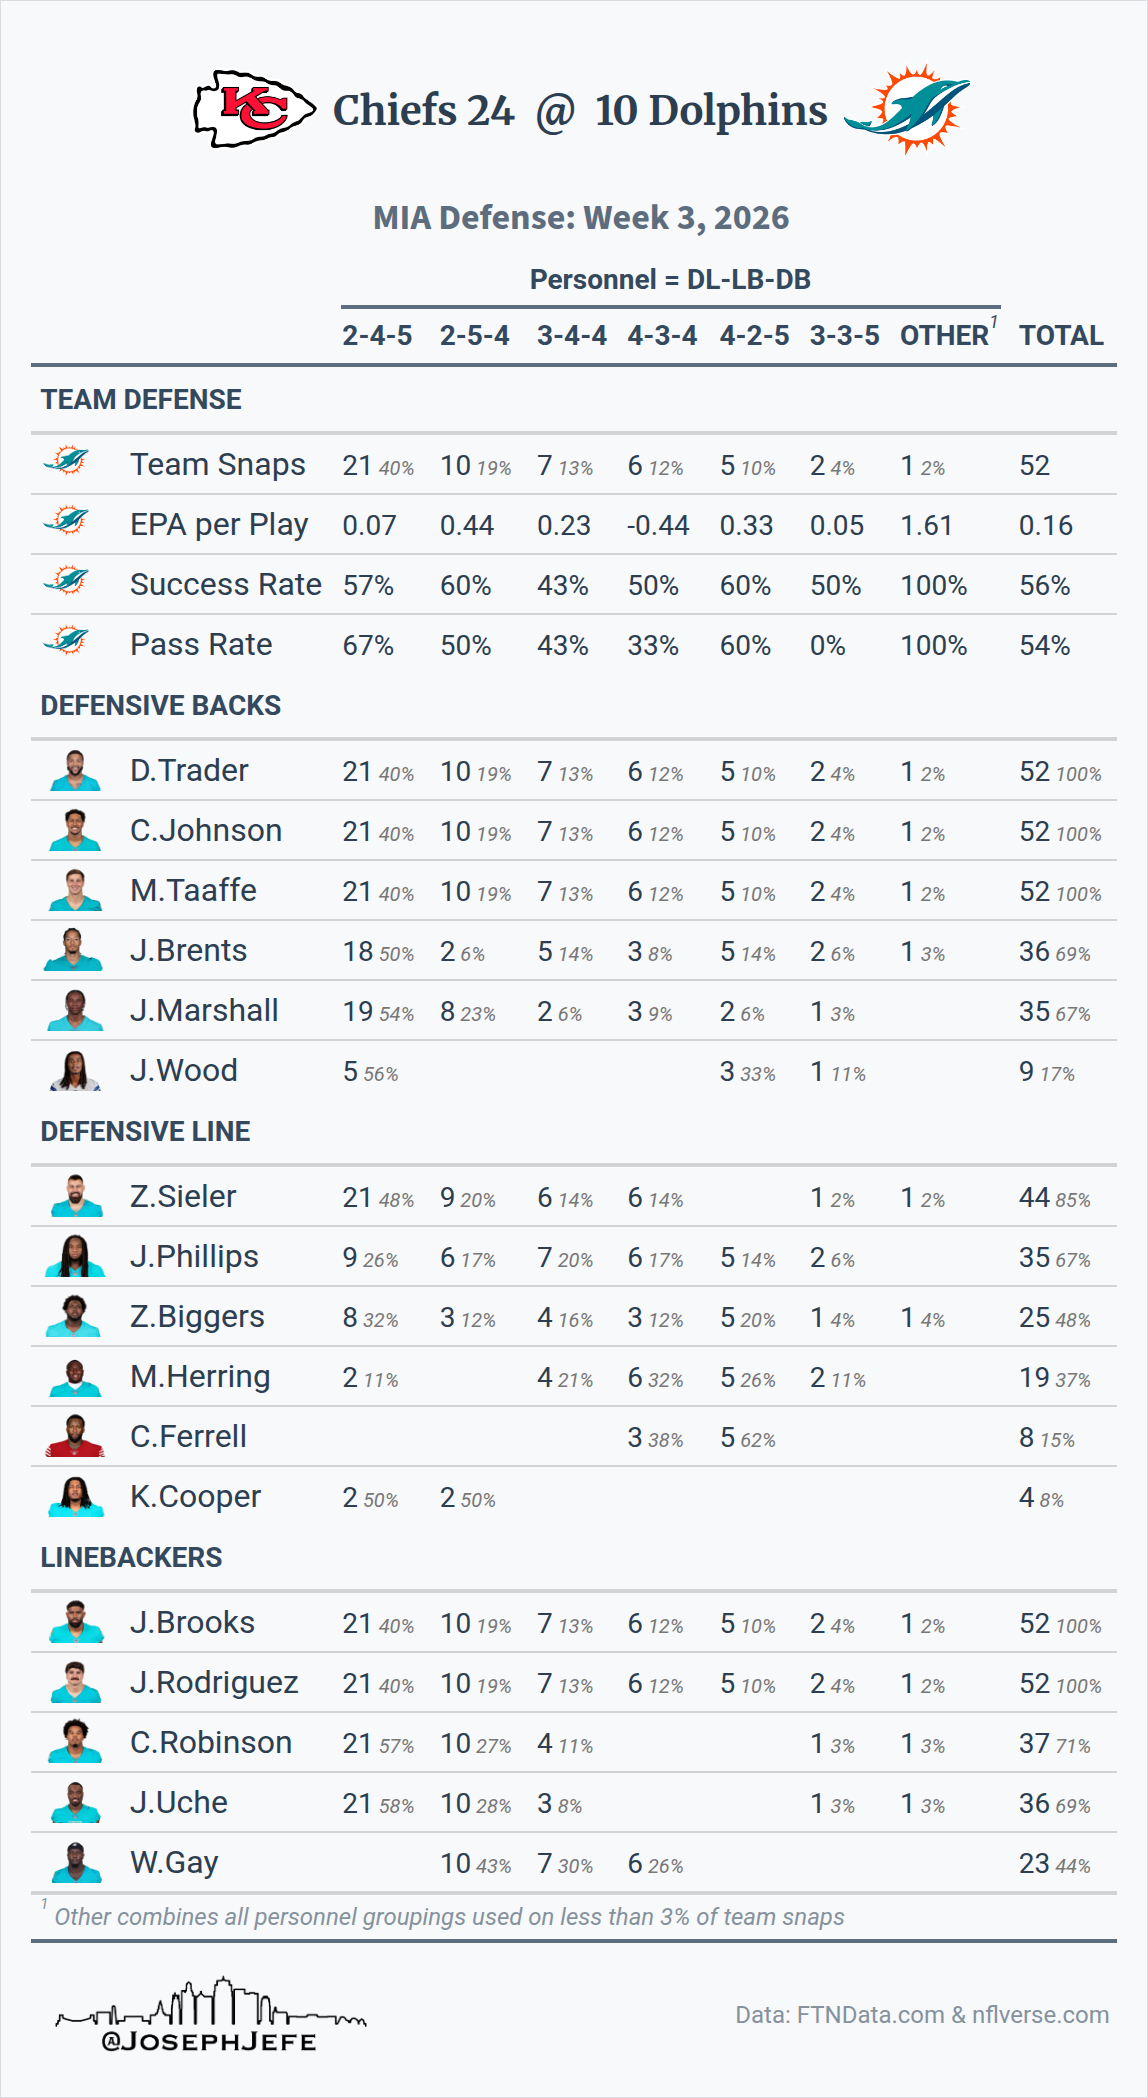 KC Chiefs 24 @ 10 Dolphins
MIA Defense: Week 3, 2026
Personnel = DL-LB-DB
2-4-5 2-5-4 3-4-4 4-3-4 4-2-5 3-3-5 OTHER1 TOTAL
TEAM DEFENSE
Team Snaps 21 40% 10 19% 7 13% 6 12% 5 10% 2 4% 1 2% 52
EPA per Play 0.07 0.44 0.23 -0.44 0.33 0.05 1.61 0.16
Success Rate 57% 60% 43% 50% 60% 50% 100% 56%
Pass Rate 67% 50% 43% 33% 60% 0% 100% 54%
DEFENSIVE BACKS
D.Trader 21 40% 10 19% 7 13% 6 12% 5 10% 2 4% 1 2% 52 100%
C.Johnson 21 40% 10 19% 7 13% 6 12% 5 10% 2 4% 1 2% 52 100%
M.Taaffe 21 40% 10 19% 7 13% 6 12% 5 10% 2 4% 1 2% 52 100%
J.Brents 18 50% 2 6% 5 14% 3 8% 5 14% 2 6% 1 3% 36 69%
J.Marshall 19 54% 8 23% 2 6% 3 9% 2 6% 1 3% 35 67%
J.Wood 5 56% 3 33% 1 11% 9 17%
DEFENSIVE LINE
Z.Sieler 21 48% 9 20% 6 14% 6 14% 1 2% 1 2% 44 85%
J.Phillips 9 26% 6 17% 7 20% 6 17% 5 14% 2 6% 35 67%
Z.Biggers 8 32% 3 12% 4 16% 3 12% 5 20% 1 4% 1 4% 25 48%
M.Herring 2 11% 4 21% 6 32% 5 26% 2 11% 19 37%
C.Ferrell 3 38% 5 62% 8 15%
K.Cooper 2 50% 2 50% 4 8%
LINEBACKERS
J.Brooks 21 40% 10 19% 7 13% 6 12% 5 10% 2 4% 1 2% 52 100%
J.Rodriguez 21 40% 10 19% 7 13% 6 12% 5 10% 2 4% 1 2% 52 100%
C.Robinson 21 57% 10 27% 4 11% 1 3% 1 3% 37 71%
J.Uche 21 58% 10 28% 3 8% 1 3% 1 3% 36 69%
W.Gay 10 43% 7 30% 6 26% 23 44%
1 Other combines all personnel groupings used on less than 3% of team snaps
@JOSEPHJEFE
Data: FTNData.com & nflverse.com